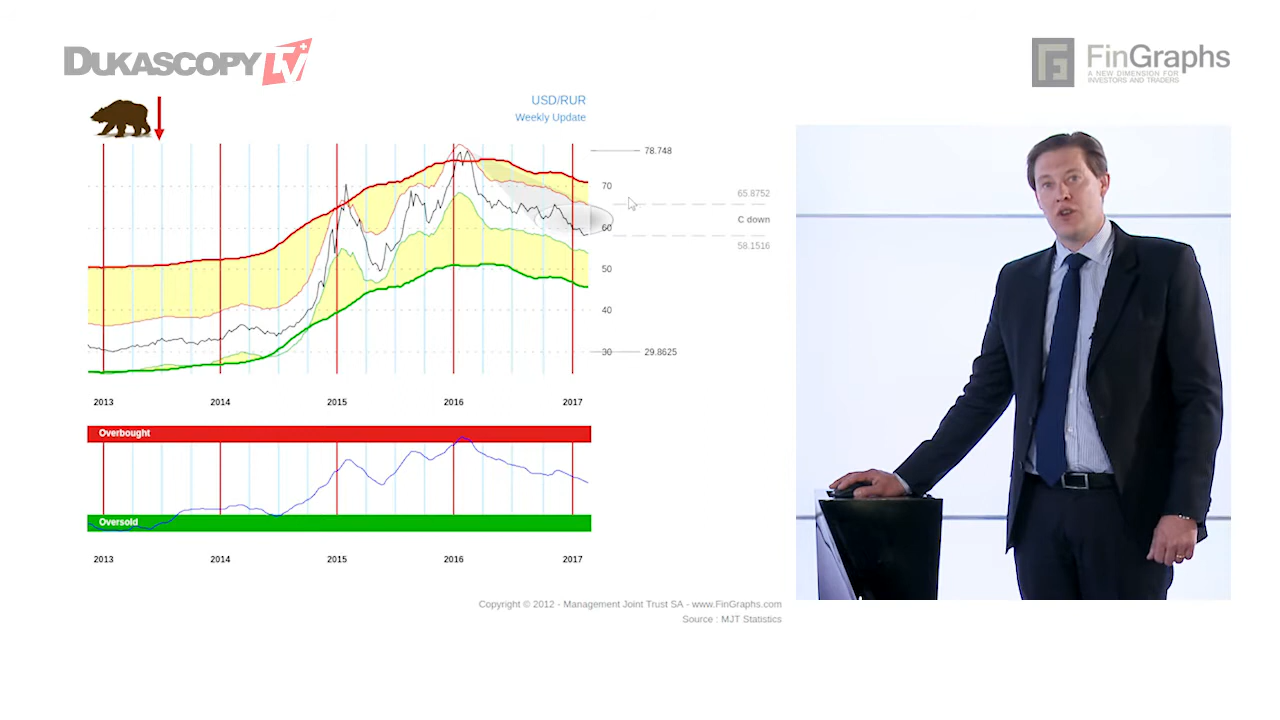 DUKASCOPY TV
FinGraphs
A NEW DIMENSION FOR
INVESTORS AND TRADERS
USD/RUR
Weekly Update
78.748
70
65.8752
C down
60
58.1516
50
40
30
29.8625
2013
2014
2015
2016
2017
Overbought
Oversold
2013
2014
2015
2016
2017
Copyright © 2012 - Management Joint Trust SA - www.FinGraphs.com
Source : MJT Statistics